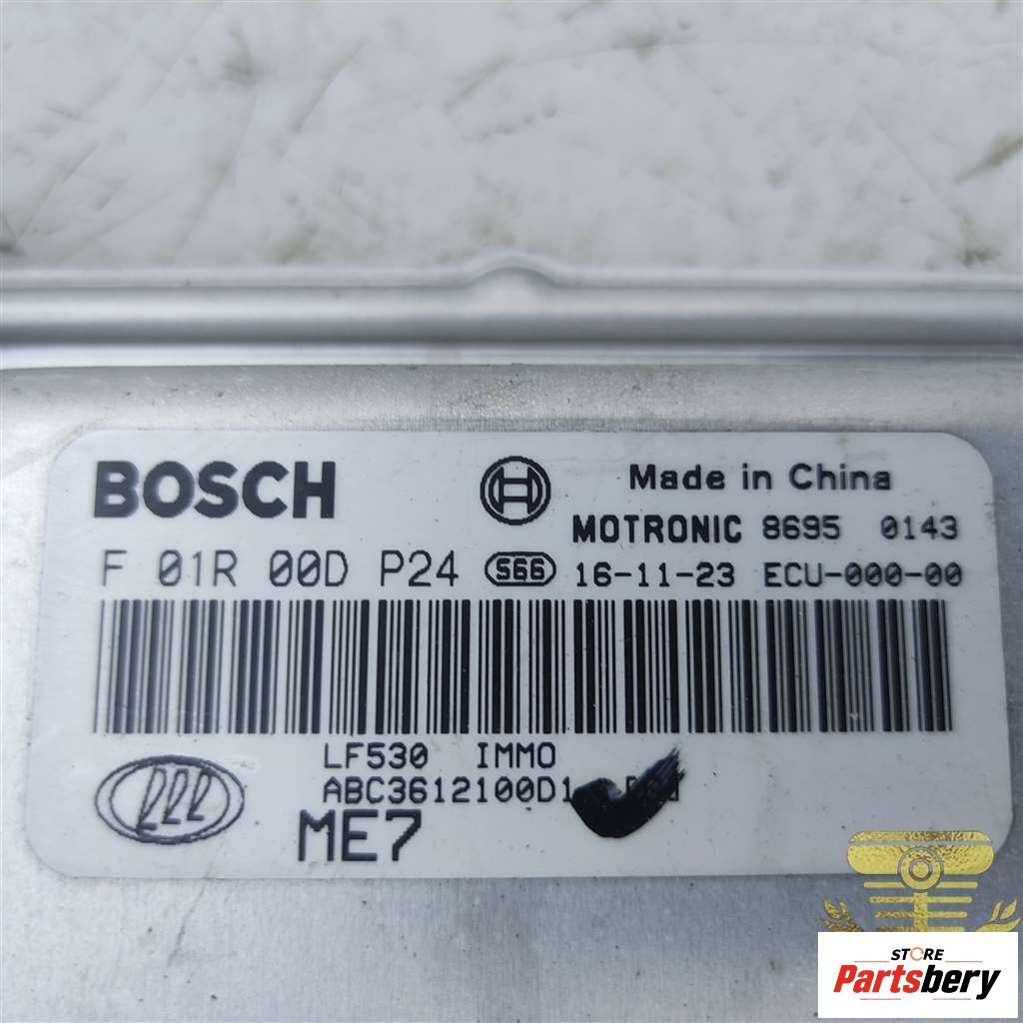 BOSCH
Made in China
MOTRONIC 8695 0143
F 01R 00D P24 S66 16-11-23 ECU-000-00
LF530 IMMO
ABC3612100D1
ME7
STORE
Partsbery